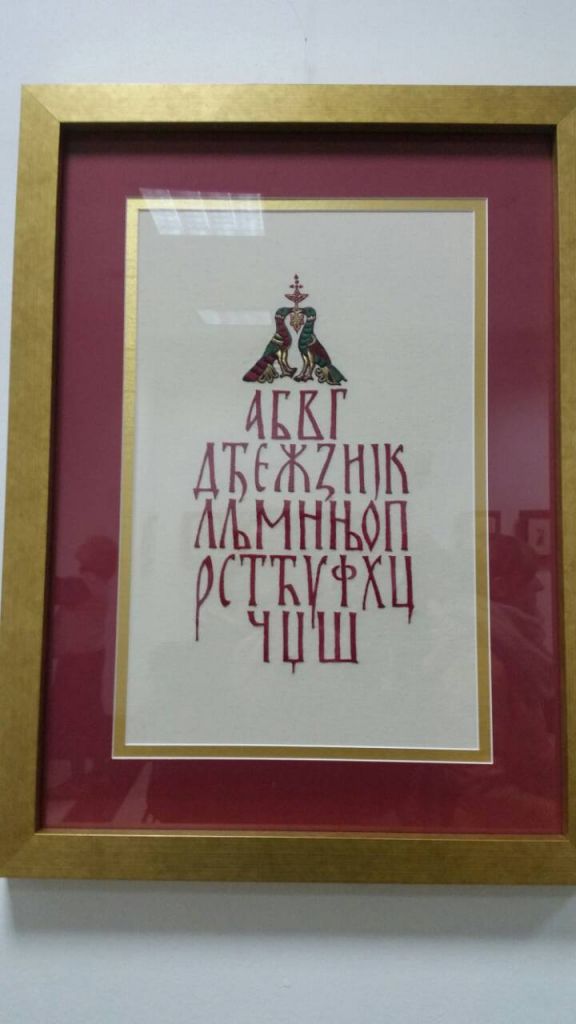 АБВГ
ДЂЕЖЗИЈК
ЛЉМНЊОП
РСТЋУФХЦ
ЧЏШ